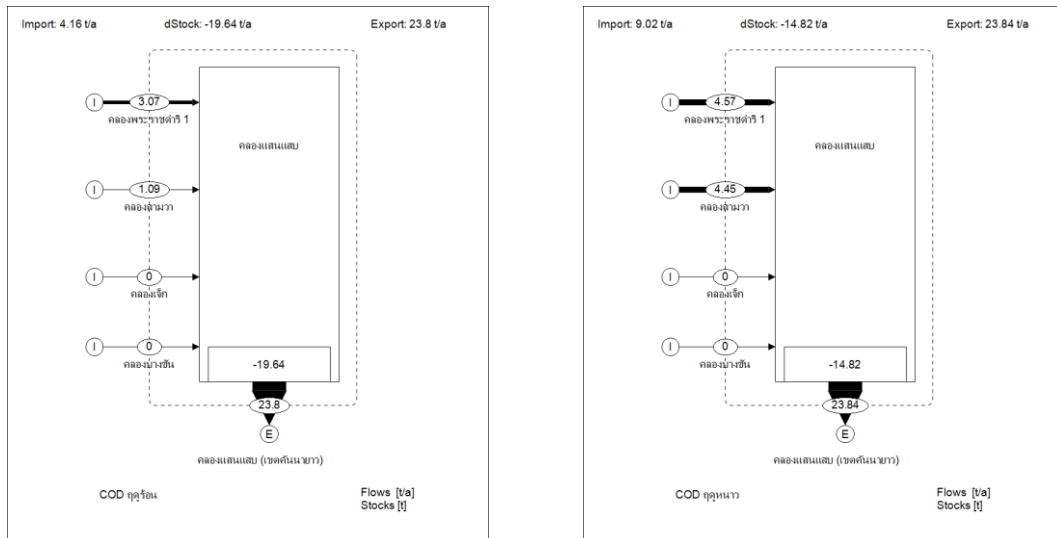 Import: 4.16 t/a dStock: -19.64 t/a Export: 23.8 t/a
I 3.07
คลองพระราชดำริ 1
คลองแสนแสบ
I 1.09
คลองสามวา
I 0
คลองเจ็ก
I 0
คลองบางชัน
-19.64
23.8
E
คลองแสนแสบ (เขตคันนายาว)
COD ฤดูร้อน
Flows [t/a]
Stocks [t]
Import: 9.02 t/a dStock: -14.82 t/a Export: 23.84 t/a
I 4.57
คลองพระราชดำริ 1
คลองแสนแสบ
I 4.45
คลองสามวา
I 0
คลองเจ็ก
I 0
คลองบางชัน
-14.82
23.84
E
คลองแสนแสบ (เขตคันนายาว)
COD ฤดูหนาว
Flows [t/a]
Stocks [t]